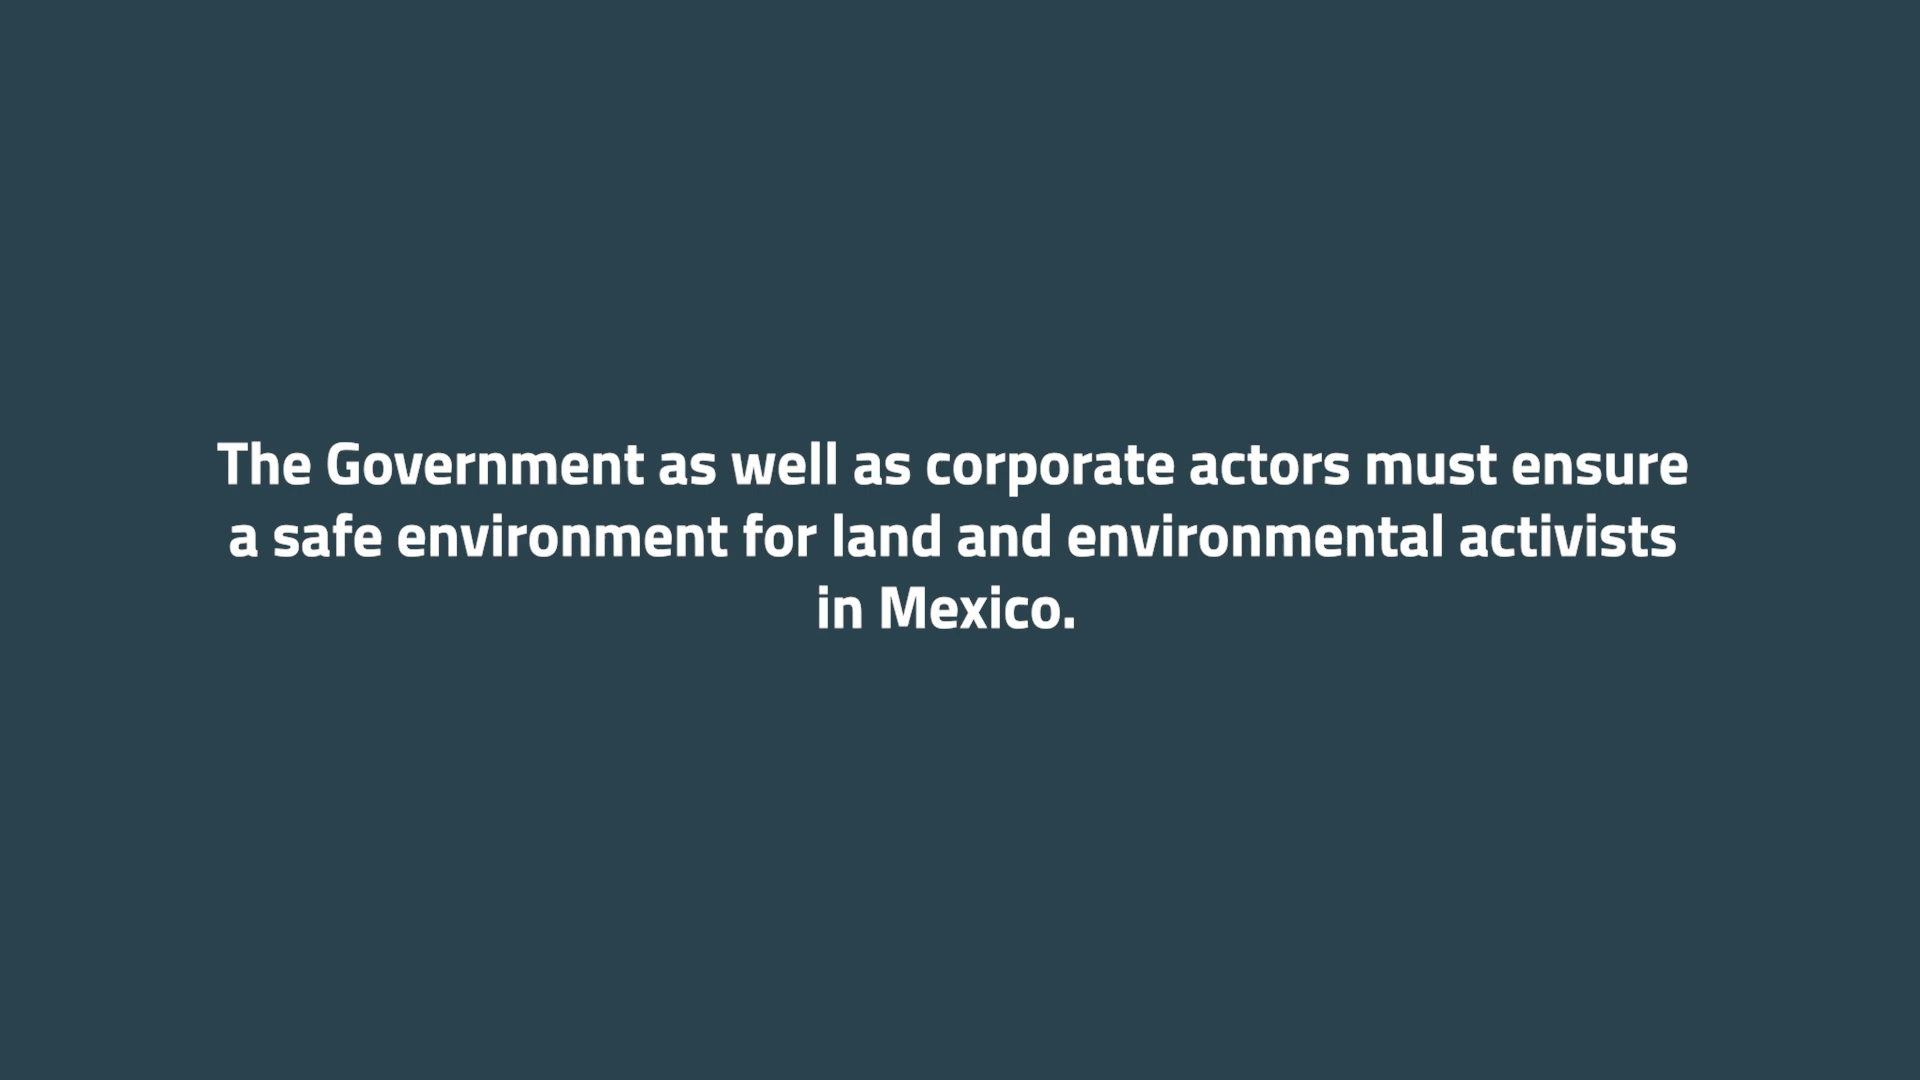 The Government as well as corporate actors must ensure
a safe environment for land and environmental activists
in Mexico.